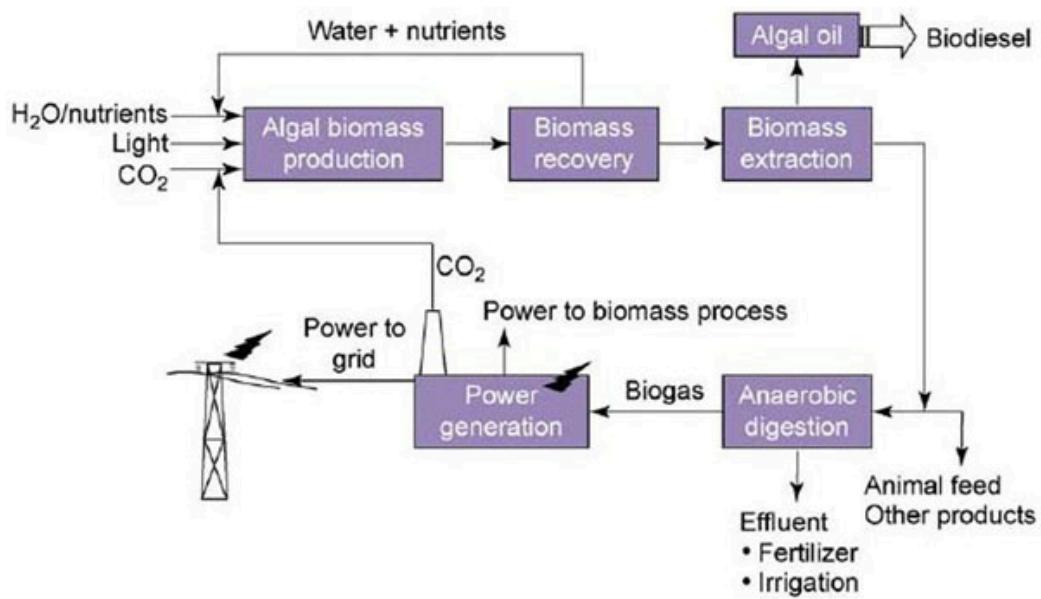 Water + nutrients
Algal oil
Biodiesel
H₂O/nutrients
Light
CO₂
Algal biomass
production
Biomass
recovery
Biomass
extraction
CO₂
Power to
grid
Power to biomass process
Power
generation
Biogas
Anaerobic
digestion
Animal feed
Other products
Effluent
• Fertilizer
• Irrigation